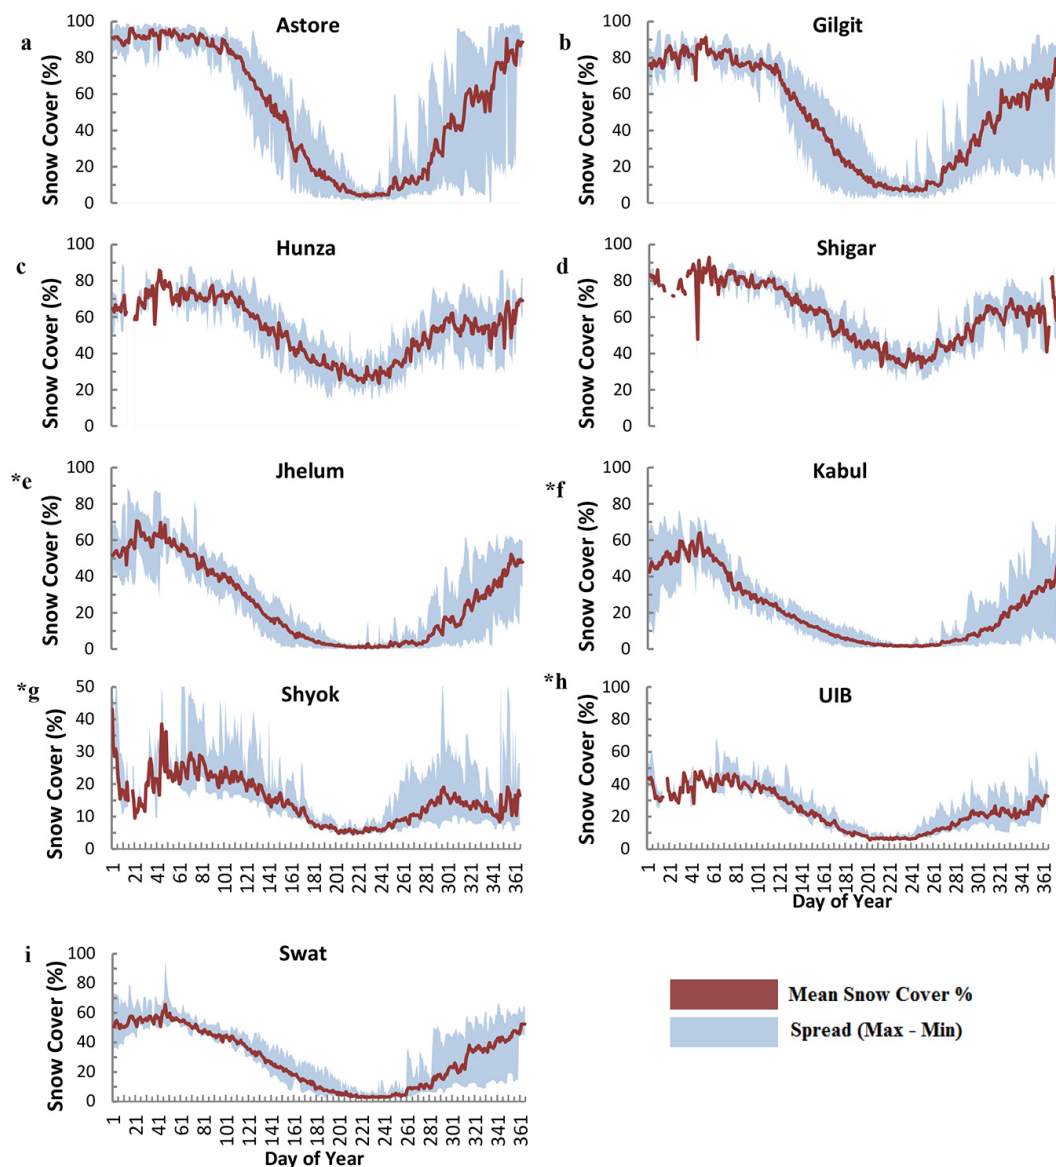 a
Astore
Snow Cover (%)
100
80
60
40
20
0
b
Gilgit
Snow Cover (%)
100
80
60
40
20
0
c
Hunza
Snow Cover (%)
100
80
60
40
20
0
d
Shigar
Snow Cover (%)
100
80
60
40
20
0
*e
Jhelum
Snow Cover (%)
100
80
60
40
20
0
*f
Kabul
Snow Cover (%)
100
80
60
40
20
0
*g
Shyok
Snow Cover (%)
50
40
30
20
10
0
1 21 41 61 81 101 121 141 161 181 201 221 241 261 281 301 321 341 361
*h
UIB
Snow Cover (%)
100
80
60
40
20
0
1 21 41 61 81 101 121 141 161 181 201 221 241 261 281 301 321 341 361
Day of Year
i
Swat
Snow Cover (%)
100
80
60
40
20
0
1 21 41 61 81 101 121 141 161 181 201 221 241 261 281 301 321 341 361
Day of Year
Mean Snow Cover %
Spread (Max - Min)